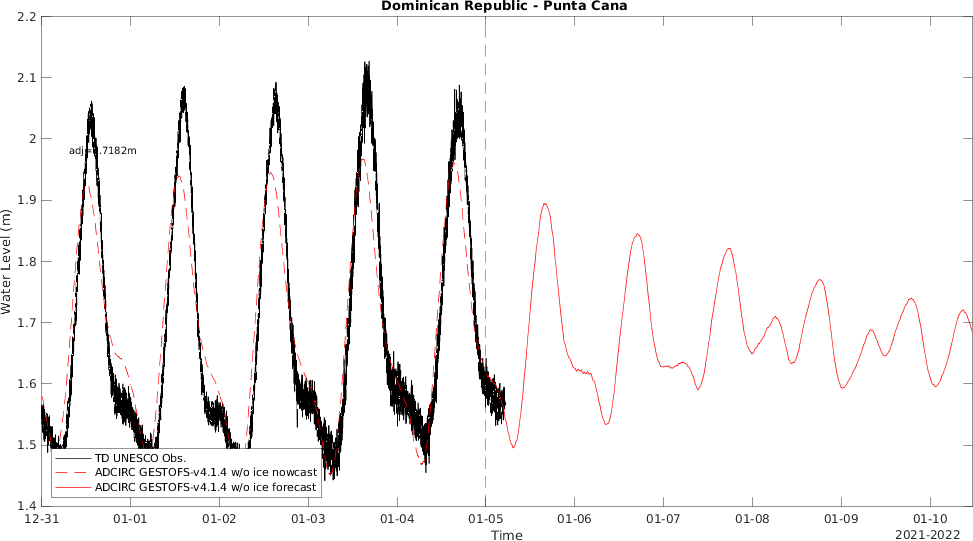 Dominican Republic - Punta Cana
2.2
2.1
2
1.9
1.8
1.7
1.6
1.5
1.4
Water Level (m)
.7182m
TD UNESCO Obs.
ADCIRC GESTOFS-v4.1.4 w/o ice nowcast
ADCIRC GESTOFS-v4.1.4 w/o ice forecast
12-31 01-01 01-02 01-03 01-04 01-05 01-06 01-07 01-08 01-09 01-10
Time
2021-2022